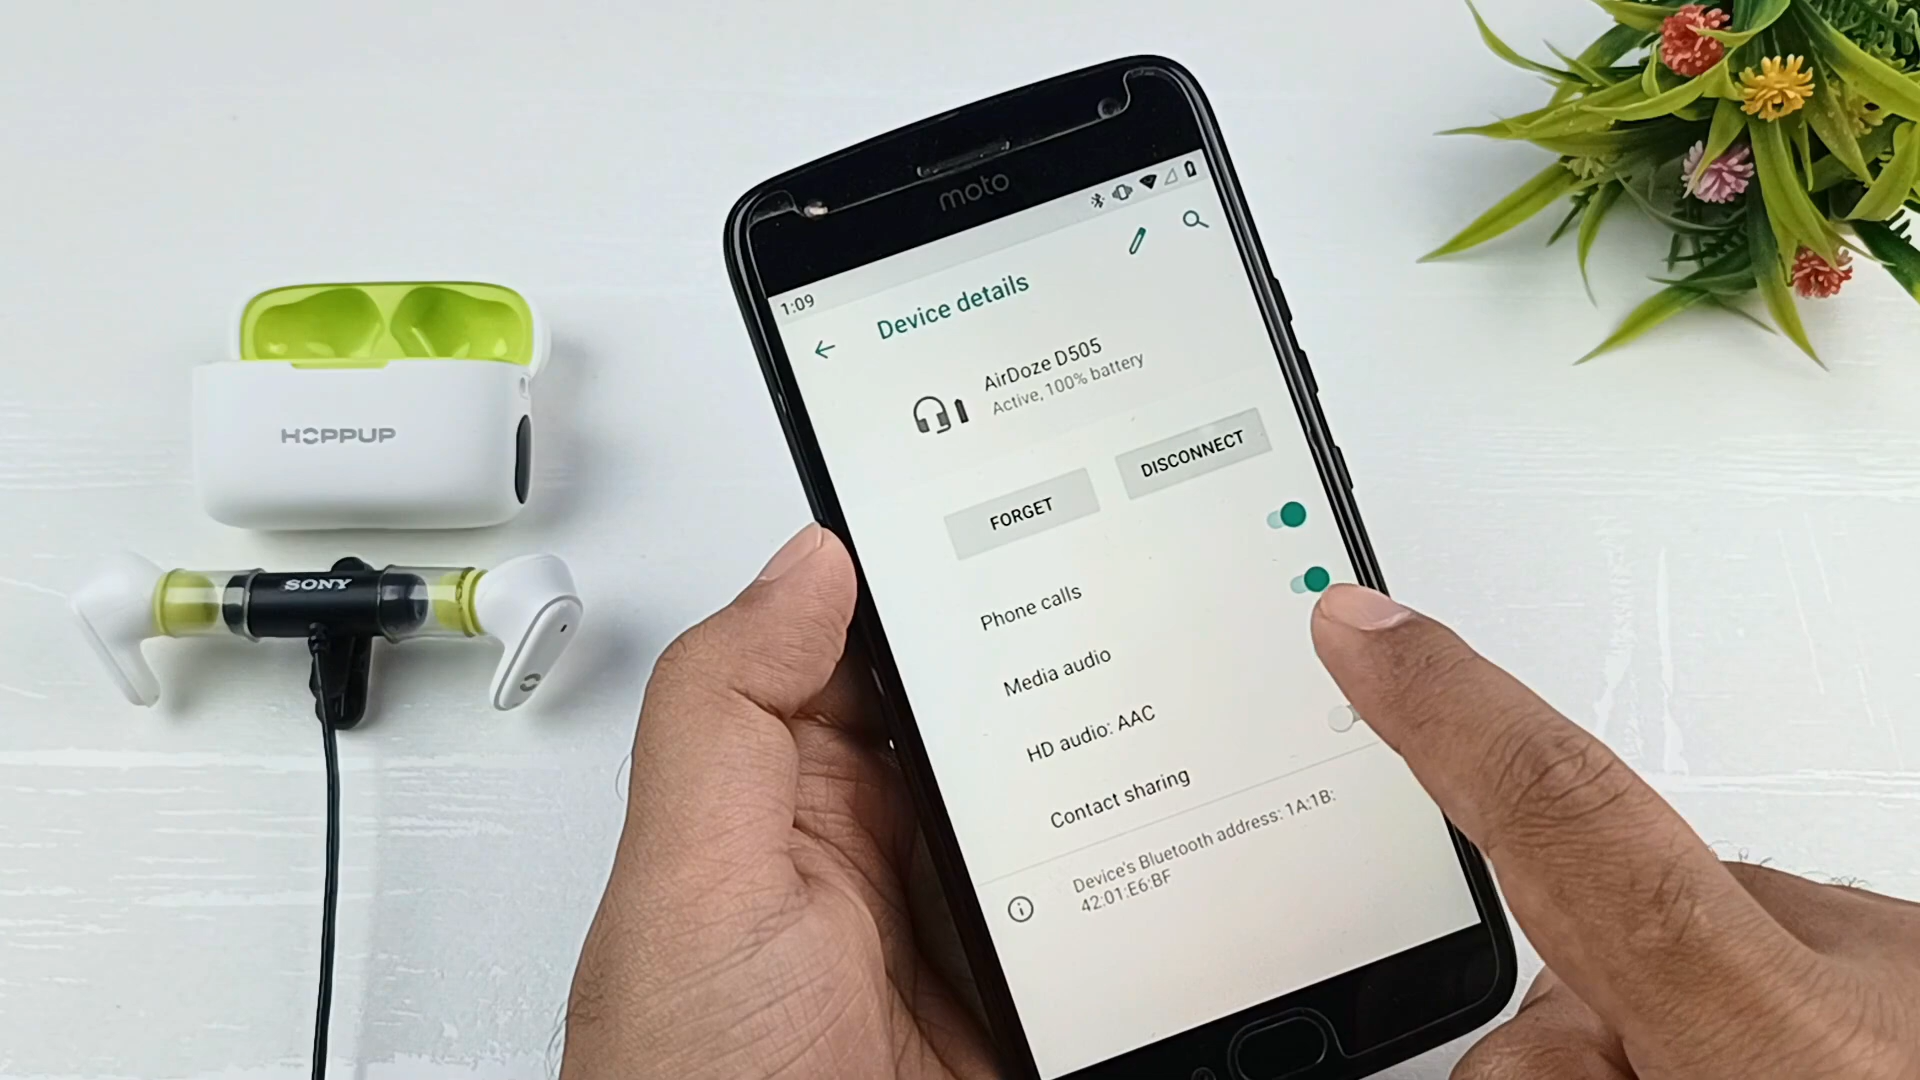 HOPPUP
SONY
moto
1:09
Device details
AirDoze D505
Active, 100% battery
FORGET
DISCONNECT
Phone calls
Media audio
HD audio: AAC
Contact sharing
Device's Bluetooth address: 1A:1B:
42:01:E6:BF